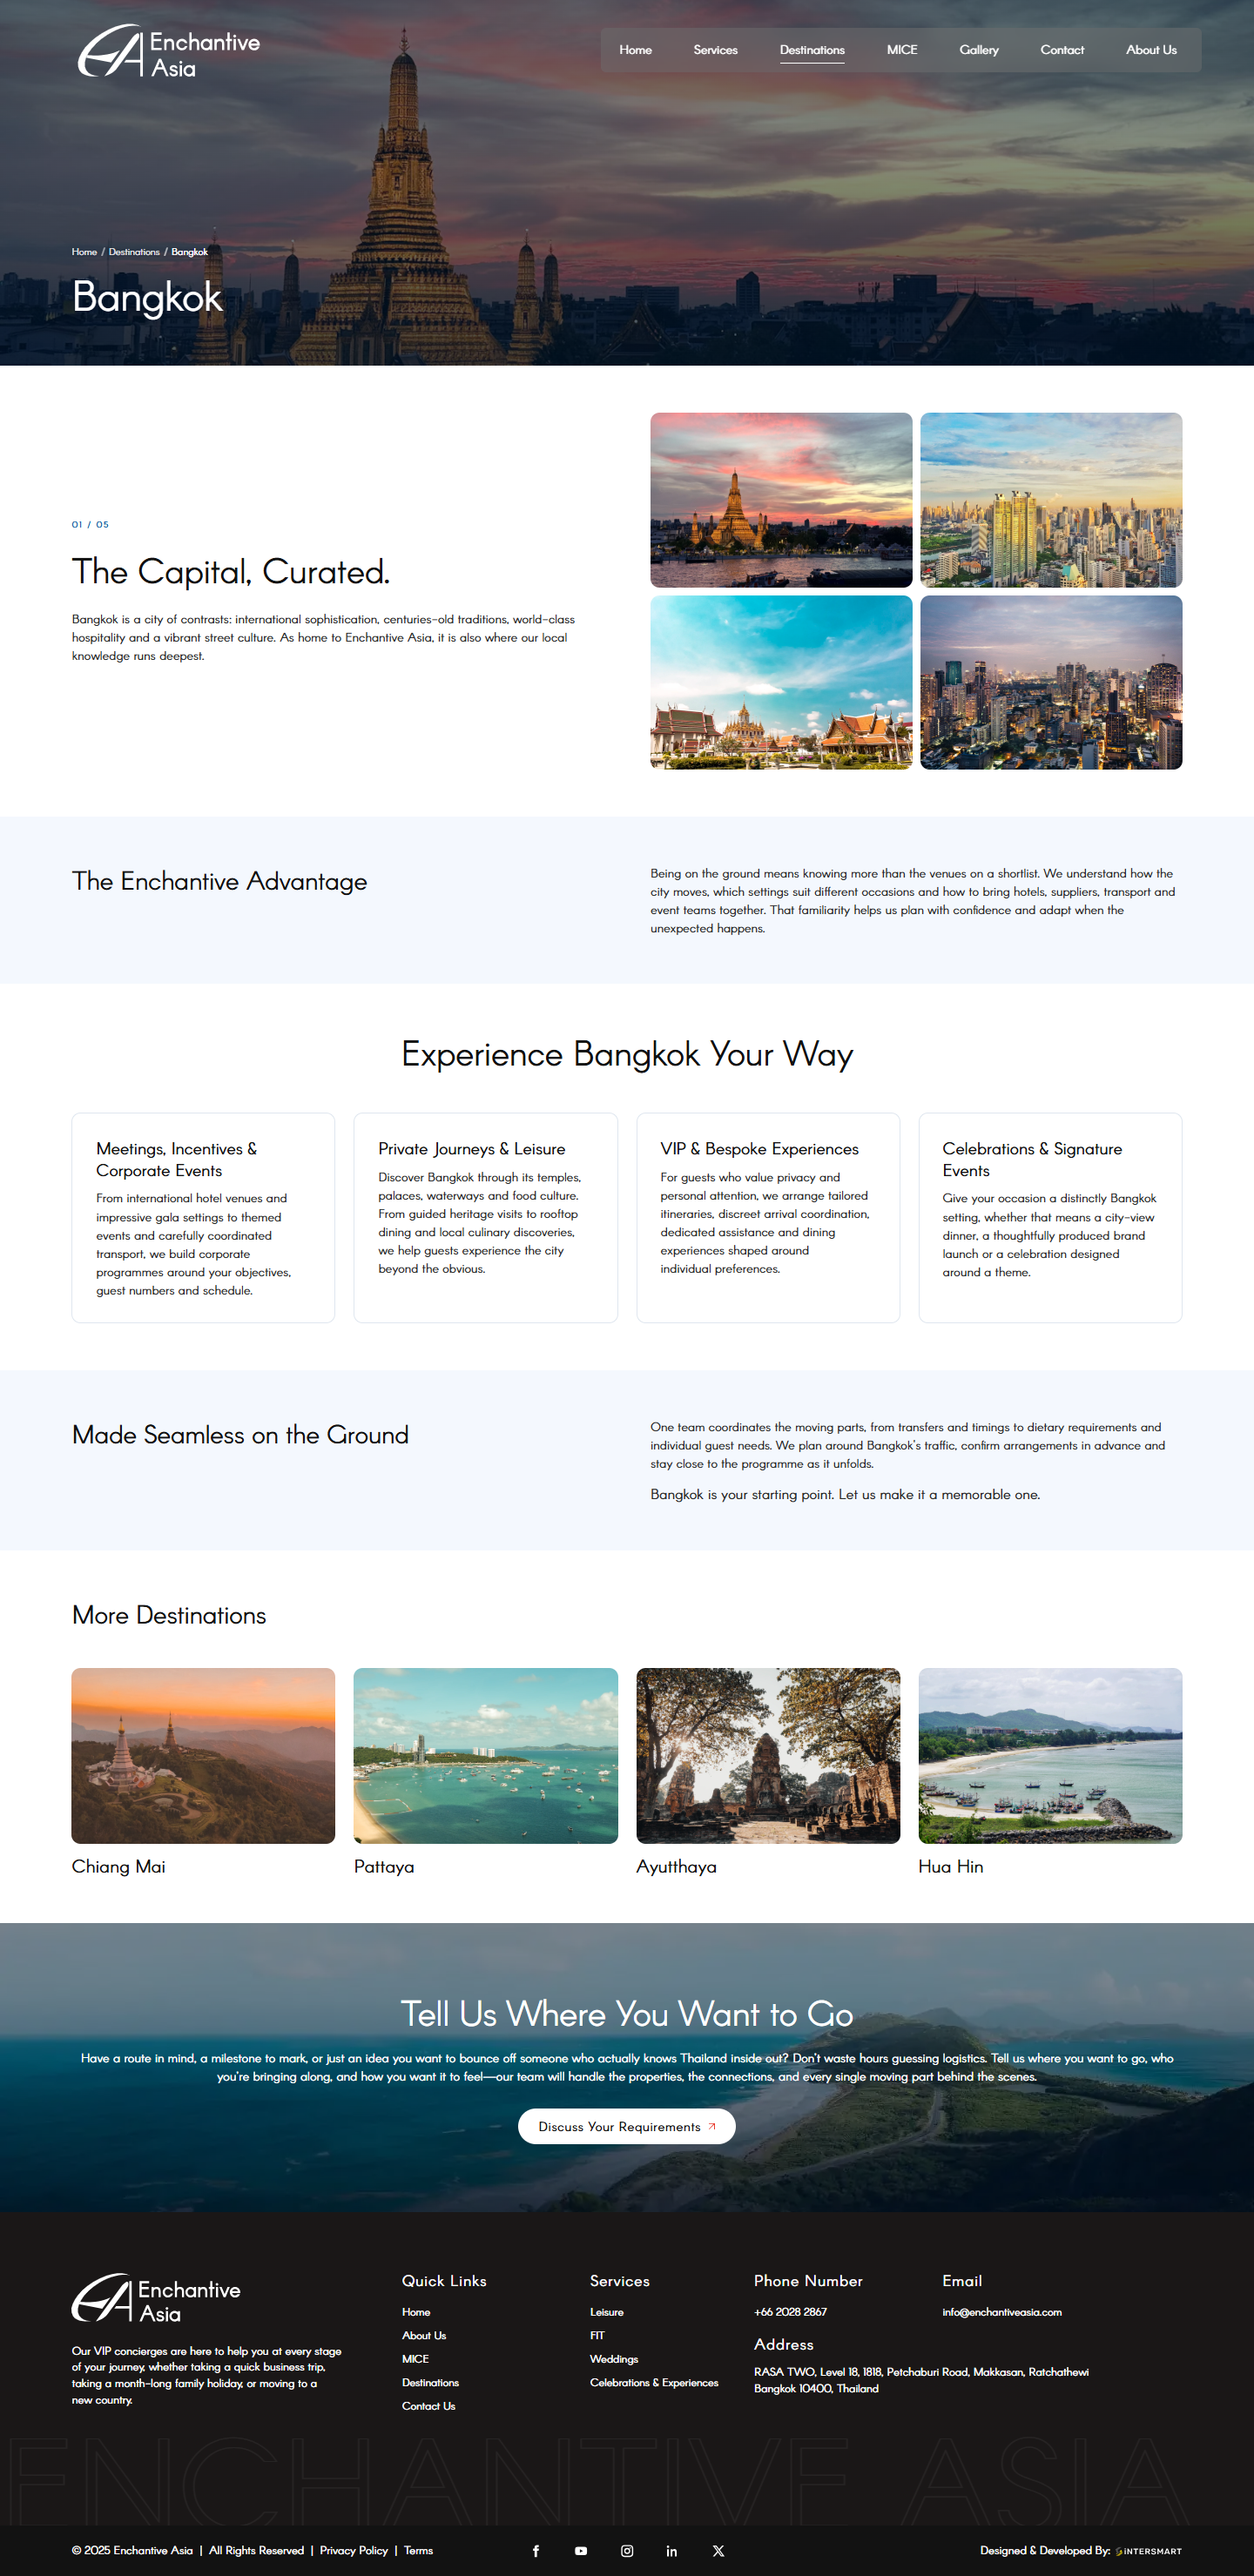 Enchantive
Asia
Home Services Destinations MICE Gallery Contact About Us
Home / Destinations / Bangkok
Bangkok
01 / 05
The Capital, Curated.
Bangkok is a city of contrasts: international sophistication, centuries-old traditions, world-class
hospitality and a vibrant street culture. As home to Enchantive Asia, it is also where our local
knowledge runs deepest.
The Enchantive Advantage
Being on the ground means knowing more than the venues on a shortlist. We understand how the
city moves, which settings suit different occasions and how to bring hotels, suppliers, transport and
event teams together. That familiarity helps us plan with confidence and adapt when the
unexpected happens.
Experience Bangkok Your Way
Meetings, Incentives &
Corporate Events
From international hotel venues and
impressive gala settings to themed
events and carefully coordinated
transport, we build corporate
programmes around your objectives,
guest numbers and schedule.
Private Journeys & Leisure
Discover Bangkok through its temples,
palaces, waterways and food culture.
From guided heritage visits to rooftop
dining and local culinary discoveries,
we help guests experience the city
beyond the obvious.
VIP & Bespoke Experiences
For guests who value privacy and
personal attention, we arrange tailored
itineraries, discreet arrival coordination,
dedicated assistance and dining
experiences shaped around
individual preferences.
Celebrations & Signature
Events
Give your occasion a distinctly Bangkok
setting, whether that means a city-view
dinner, a thoughtfully produced brand
launch or a celebration designed
around a theme.
Made Seamless on the Ground
One team coordinates the moving parts, from transfers and timings to dietary requirements and
individual guest needs. We plan around Bangkok's traffic, confirm arrangements in advance and
stay close to the programme as it unfolds.
Bangkok is your starting point. Let us make it a memorable one.
More Destinations
Chiang Mai
Pattaya
Ayutthaya
Hua Hin
Tell Us Where You Want to Go
Have a route in mind, a milestone to mark, or just an idea you want to bounce off someone who actually knows Thailand inside out? Don't waste hours guessing logistics. Tell us where you want to go, who
you're bringing along, and how you want it to feel—our team will handle the properties, the connections, and every single moving part behind the scenes.
Discuss Your Requirements
Enchantive
Asia
Our VIP concierges are here to help you at every stage
of your journey, whether taking a quick business trip,
taking a month-long family holiday, or moving to a
new country.
Quick Links
Home
About Us
MICE
Destinations
Contact Us
Services
Leisure
FIT
Weddings
Celebrations & Experiences
Phone Number
+66 2028 2867
Email
info@enchantiveasia.com
Address
RASA TWO, Level 18, 1818, Petchaburi Road, Makkasan, Ratchathewi
Bangkok 10400, Thailand
ENCHANTIVE ASIA
© 2025 Enchantive Asia | All Rights Reserved | Privacy Policy | Terms
Designed & Developed By: INTERSMART